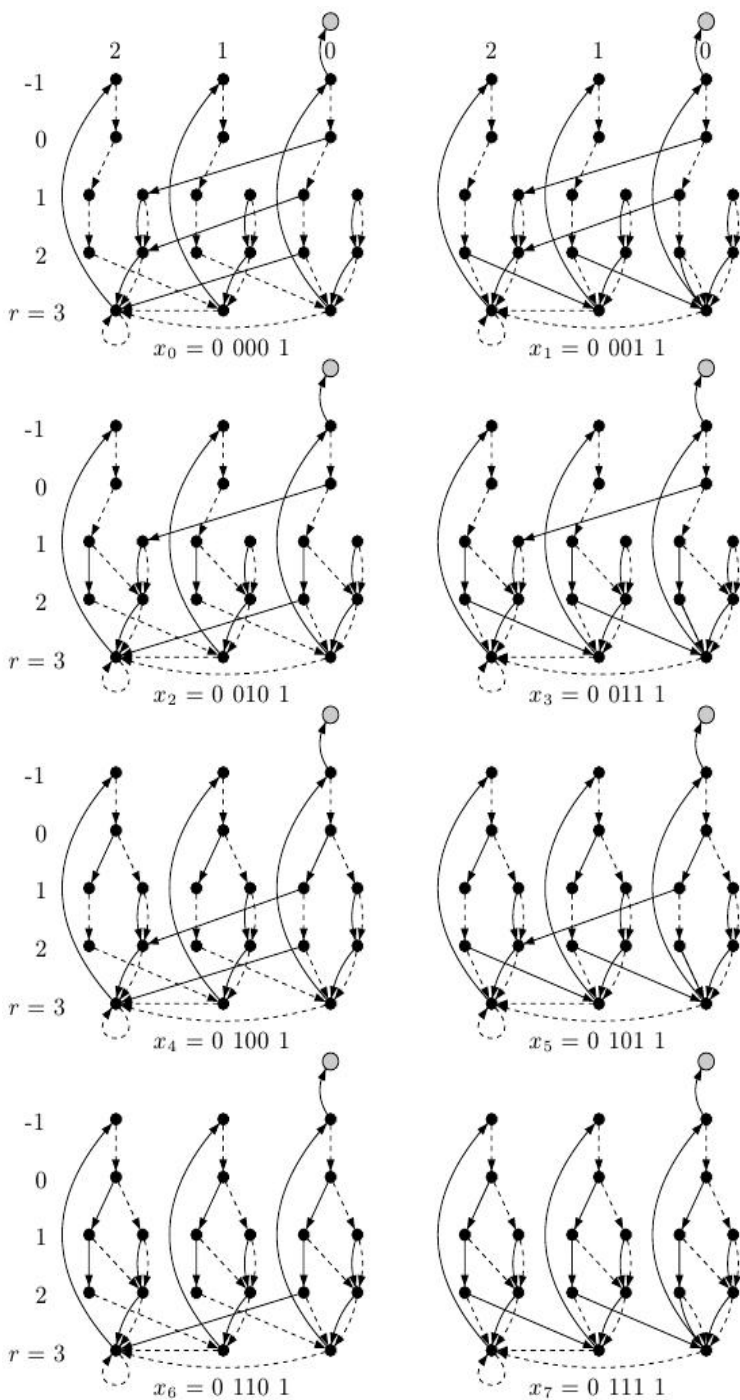 2 1 0 2 1 0
-1
0
1
2
r = 3
x₀ = 0 000 1 x₁ = 0 001 1
-1
0
1
2
r = 3
x₂ = 0 010 1 x₃ = 0 011 1
-1
0
1
2
r = 3
x₄ = 0 100 1 x₅ = 0 101 1
-1
0
1
2
r = 3
x₆ = 0 110 1 x₇ = 0 111 1